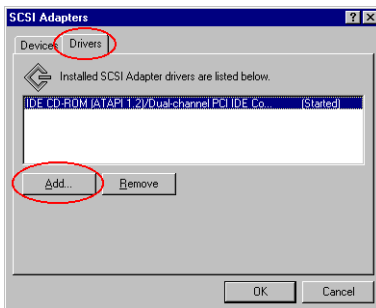 SCSI Adapters
Devices Drivers
Installed SCSI Adapter drivers are listed below.
IDE CD-ROM (ATAPI 1.2)/Dual-channel PCI IDE Co... (Started)
Add... Remove
OK Cancel